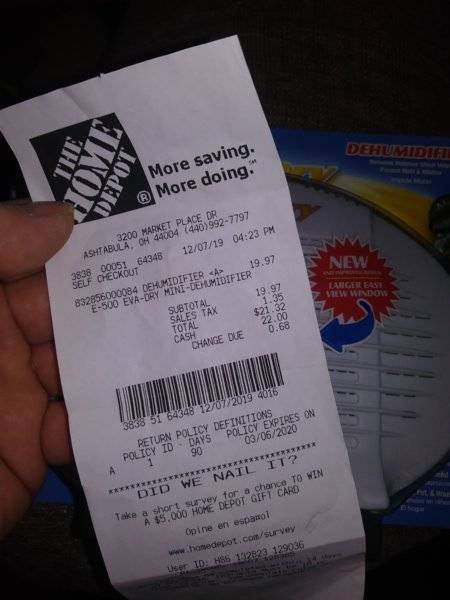 THE
HOME
DEPOT
®
More saving.
More doing.℠
3200 MARKET PLACE DR
ASHTABULA, OH 44004 (440)992-7797
3838 00051 64348 12/07/19 04:23 PM
SELF CHECKOUT
832856000084 DEHUMIDIFIER <A> 19.97
E-500 EVA-DRY MINI-DEHUMIDIFIER
SUBTOTAL 19.97
SALES TAX 1.35
TOTAL $21.32
CASH 22.00
CHANGE DUE 0.68
3838 51 64348 12/07/2019 4016
RETURN POLICY DEFINITIONS
POLICY ID DAYS POLICY EXPIRES ON
A 1 90 03/06/2020
DID WE NAIL IT?
Take a short survey for a chance TO WIN
A $5,000 HOME DEPOT GIFT CARD
Opine en español
www.homedepot.com/survey
User ID: H86 132823 129036
DEHUMIDIFI
NEW
LARGER EASY
VIEW WINDOW